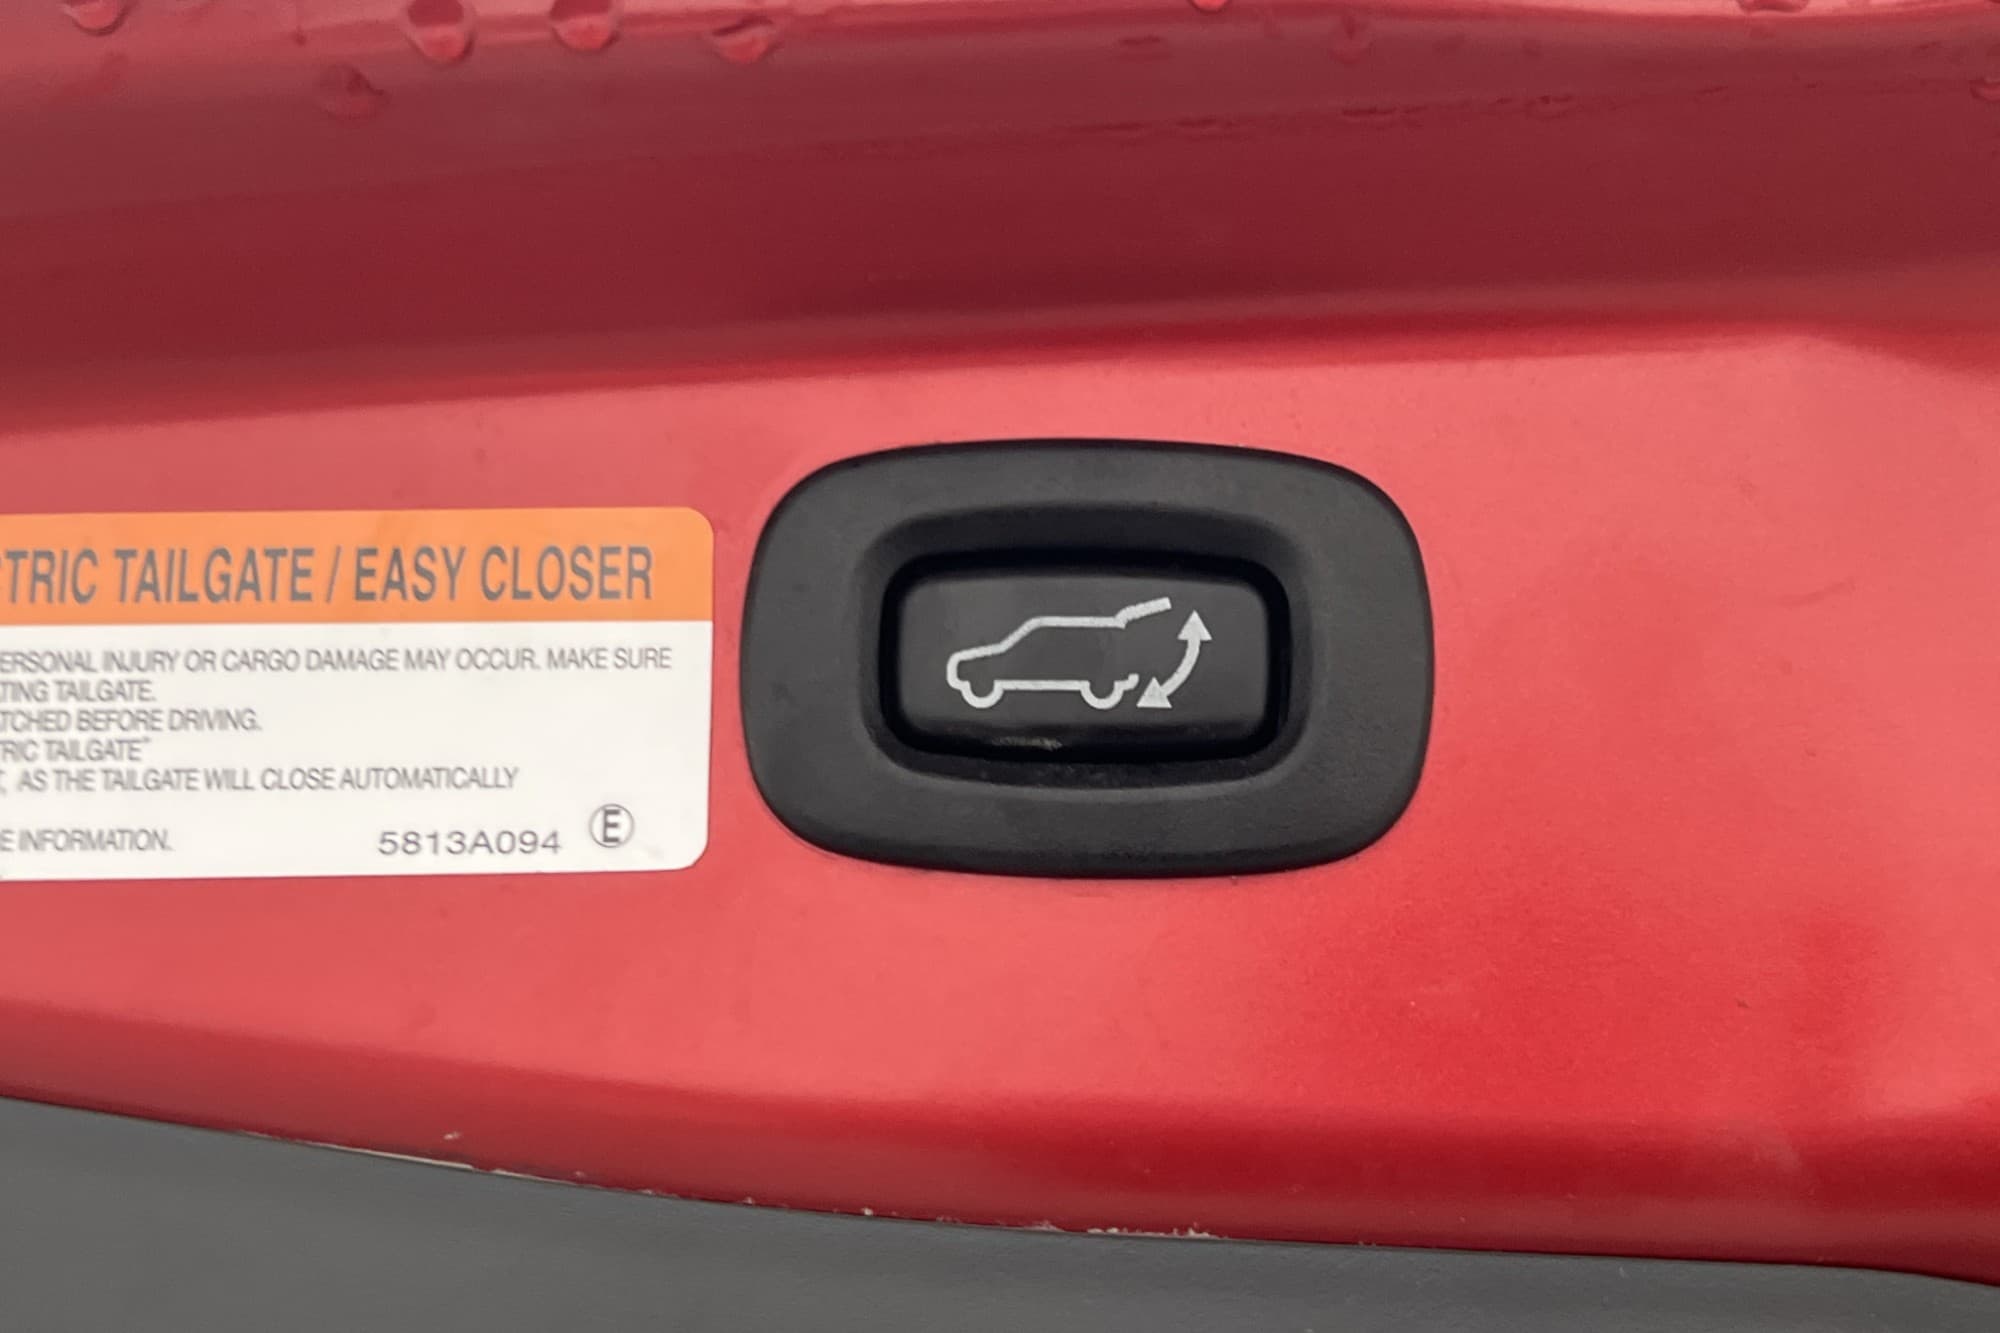 TRIC TAILGATE / EASY CLOSER
ERSONAL INJURY OR CARGO DAMAGE MAY OCCUR. MAKE SURE
TING TAILGATE.
TCHED BEFORE DRIVING.
RIC TAILGATE"
, AS THE TAILGATE WILL CLOSE AUTOMATICALLY
E INFORMATION.
5813A094 E